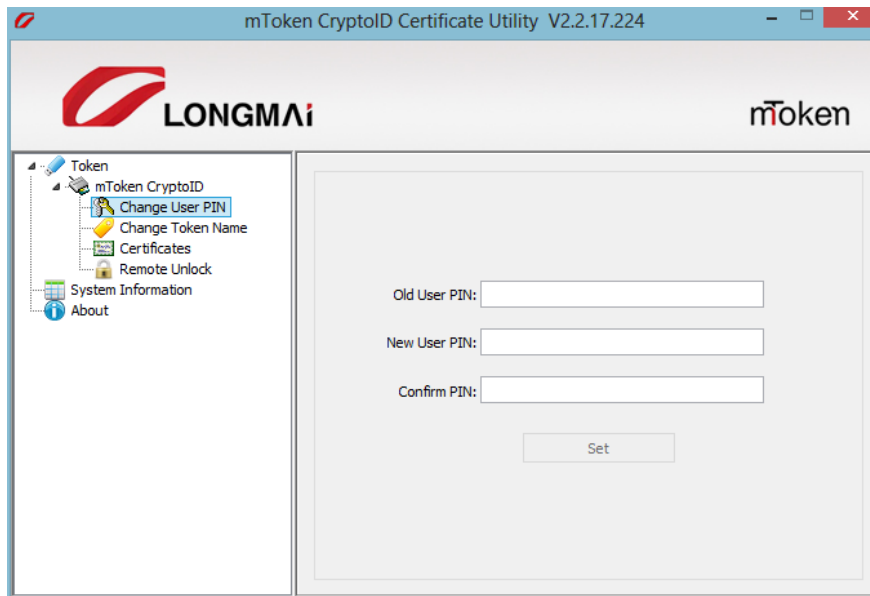 mToken CryptoID Certificate Utility V2.2.17.224
LONGMAi
mToken
Token
mToken CryptoID
Change User PIN
Change Token Name
Certificates
Remote Unlock
System Information
About
Old User PIN:
New User PIN:
Confirm PIN:
Set